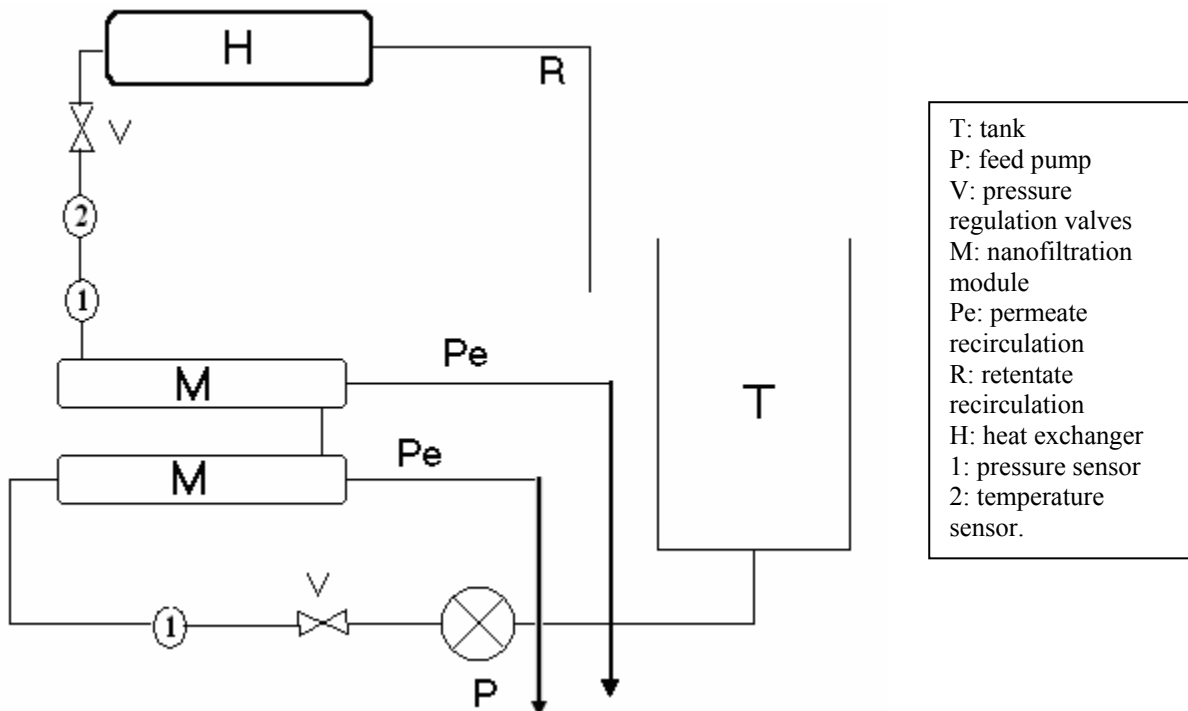 H
R
V
2
1
Pe
M
T
Pe
M
V
1
P
T: tank
P: feed pump
V: pressure
regulation valves
M: nanofiltration
module
Pe: permeate
recirculation
R: retentate
recirculation
H: heat exchanger
1: pressure sensor
2: temperature
sensor.